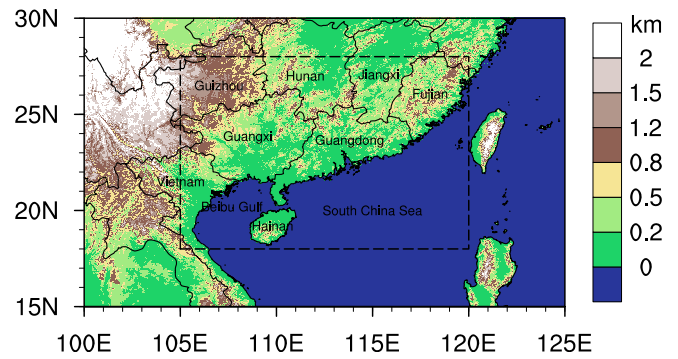 30N
km
2
Guizhou
Hunan
Jiangxi
Fujian
1.5
25N
1.2
Guangxi
Guangdong
0.8
Vietnam
0.5
20N
Beibu Gulf
South China Sea
Hainan
0.2
0
15N
100E
105E
110E
115E
120E
125E